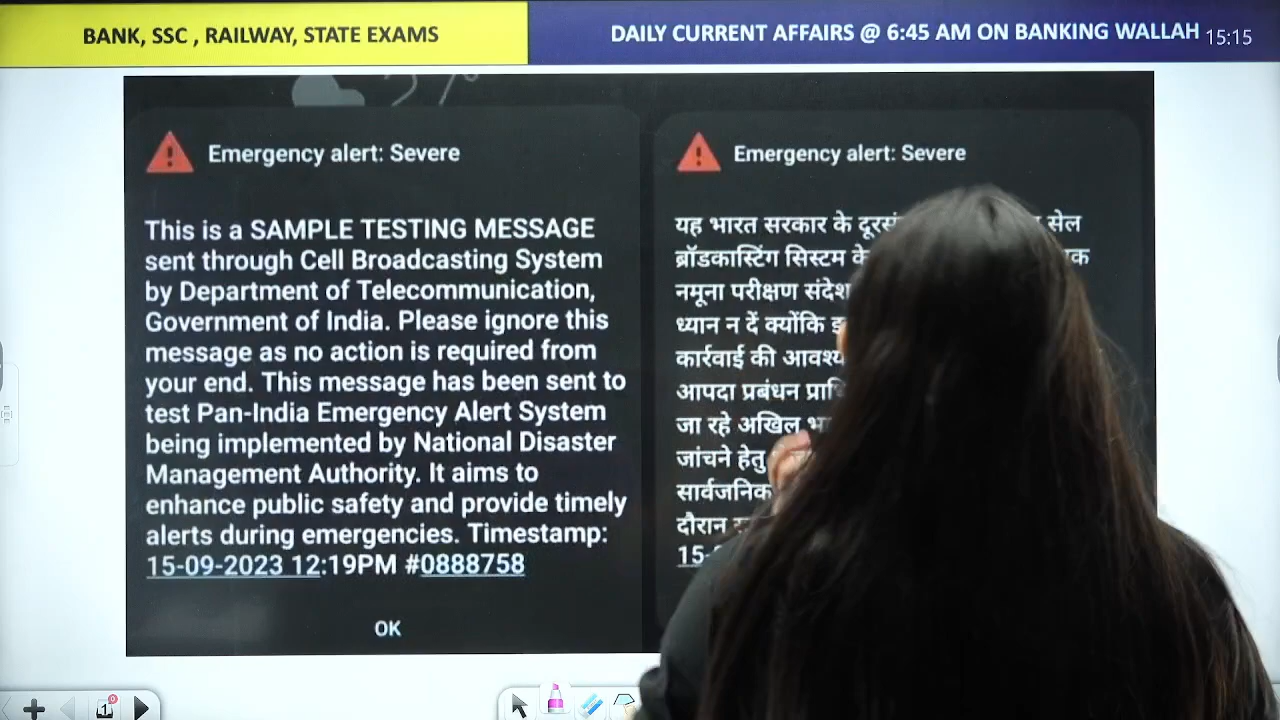 BANK, SSC , RAILWAY, STATE EXAMS
DAILY CURRENT AFFAIRS @ 6:45 AM ON BANKING WALLAH
15:15
Emergency alert: Severe
This is a SAMPLE TESTING MESSAGE
sent through Cell Broadcasting System
by Department of Telecommunication,
Government of India. Please ignore this
message as no action is required from
your end. This message has been sent to
test Pan-India Emergency Alert System
being implemented by National Disaster
Management Authority. It aims to
enhance public safety and provide timely
alerts during emergencies. Timestamp:
15-09-2023 12:19PM #0888758
OK
Emergency alert: Severe
यह भारत सरकार के सेल
ब्रॉडकास्टिंग सिस्टम
नमूना परीक्षण
ध्यान न दें क्योंकि
कार्रवाई की
आपदा प्रबंधन
जा रहे अखिल
जांचने हेतु
सार्वजनिक
दौरान
1